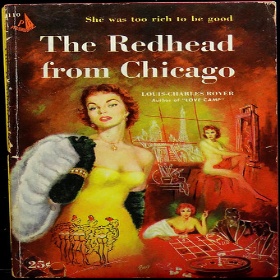 110
She was too rich to be good
The Redhead
from Chicago
LOUIS-CHARLES ROYER
Author of "LOVE CAMP"
25¢